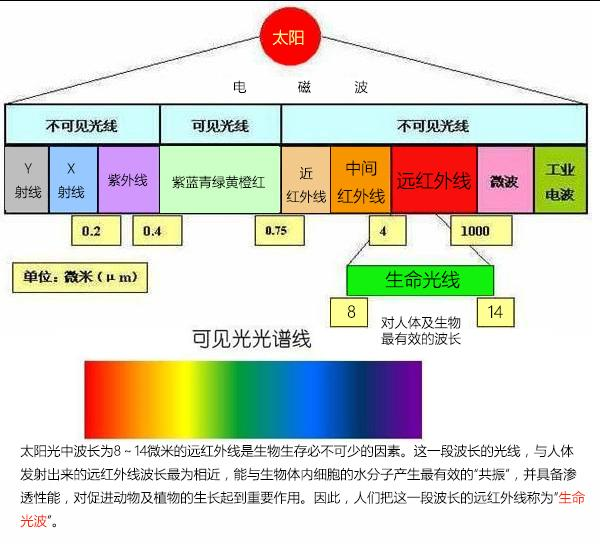 太阳
电 磁 波
不可见光线 可见光线 不可见光线
Y 射线
X 射线
紫外线
紫蓝青绿黄橙红
近 红外线
中间 红外线
远红外线
微波
工业 电波
0.2 0.4 0.75 4 1000
单位：微米（μm）
生命光线
8 14
对人体及生物
最有效的波长
可见光光谱线
太阳光中波长为8～14微米的远红外线是生物生存必不可少的因素。这一段波长的光线，与人体
发射出来的远红外线波长最为相近，能与生物体内细胞的水分子产生最有效的“共振”，并具备渗
透性能，对促进动物及植物的生长起到重要作用。因此，人们把这一段波长的远红外线称为“生命
光波”。